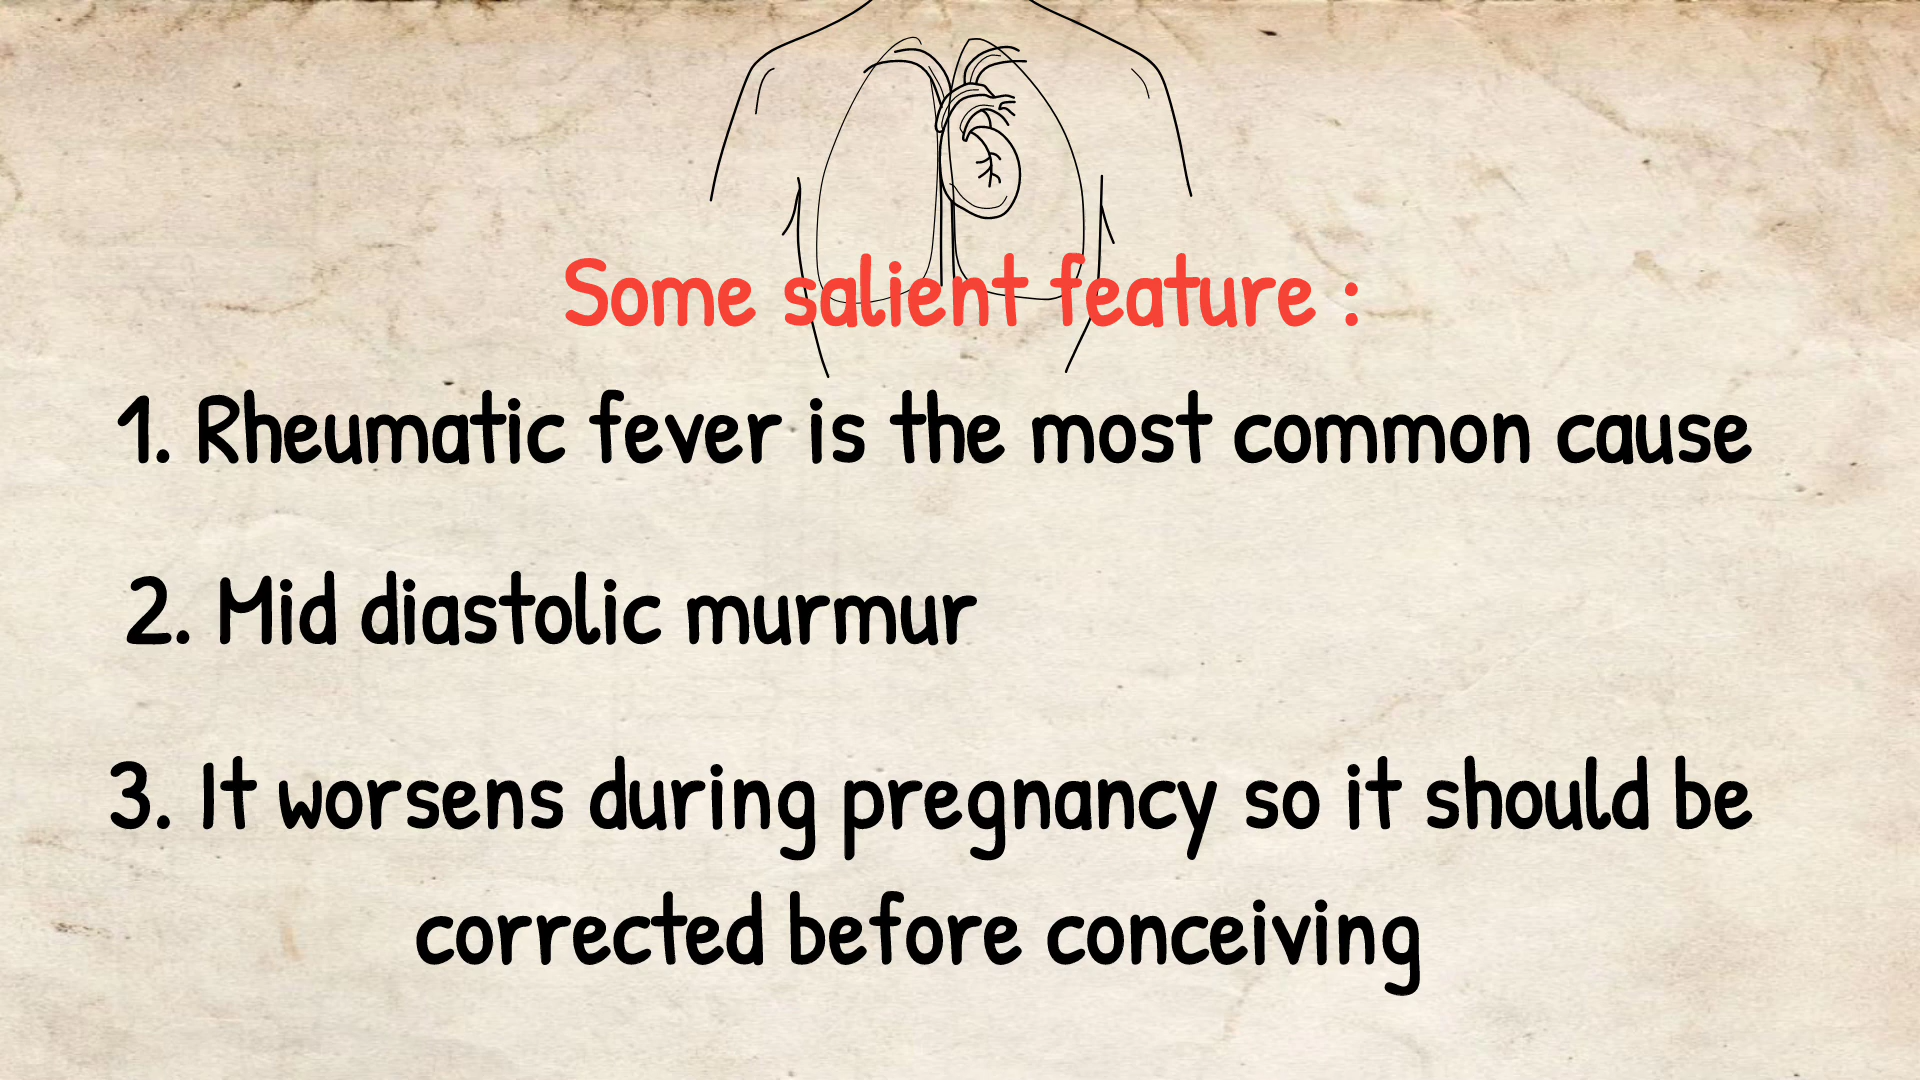 Some salient feature :
1. Rheumatic fever is the most common cause
2. Mid diastolic murmur
3. It worsens during pregnancy so it should be
corrected before conceiving